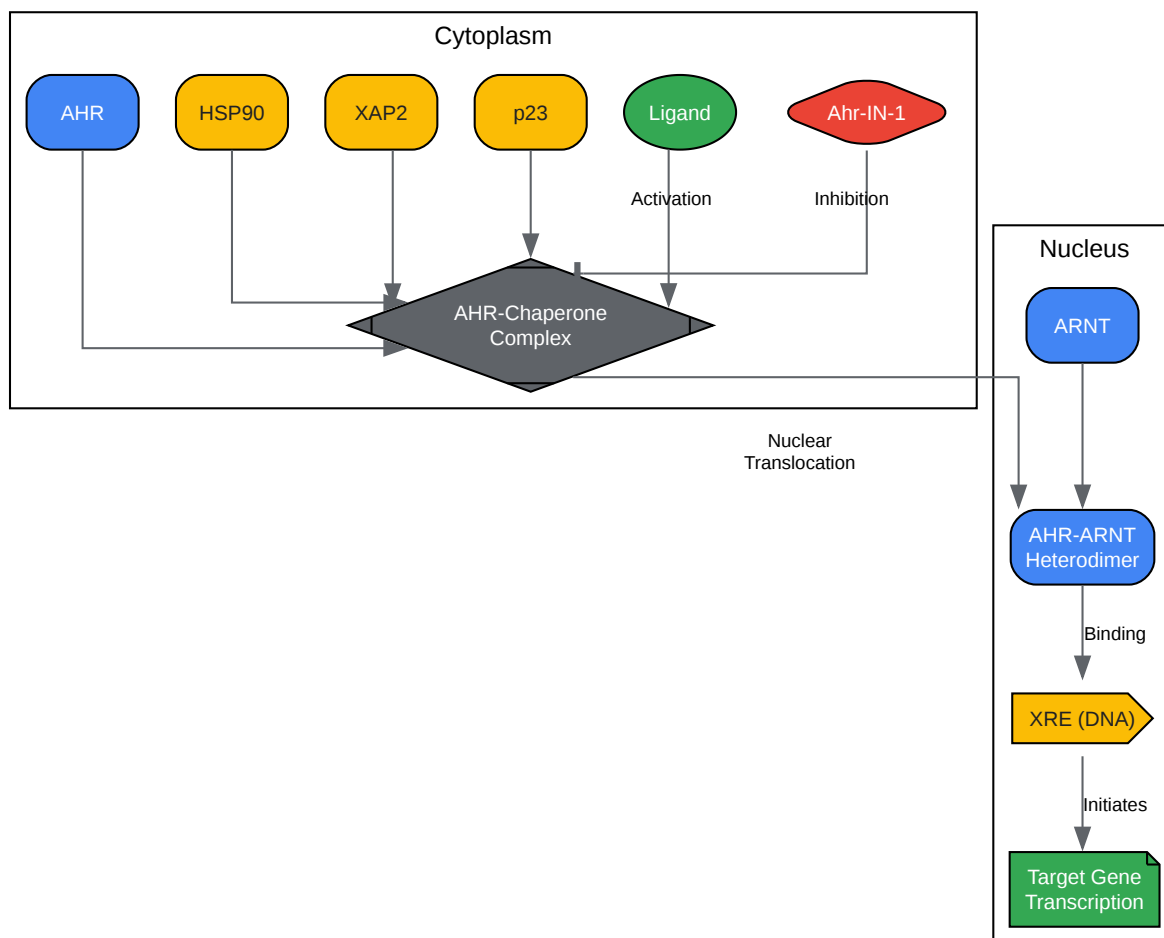 Cytoplasm
AHR
HSP90
XAP2
p23
Ligand
Ahr-IN-1
Activation
Inhibition
AHR-Chaperone
Complex
Nuclear
Translocation
Nucleus
ARNT
AHR-ARNT
Heterodimer
Binding
XRE (DNA)
Initiates
Target Gene
Transcription